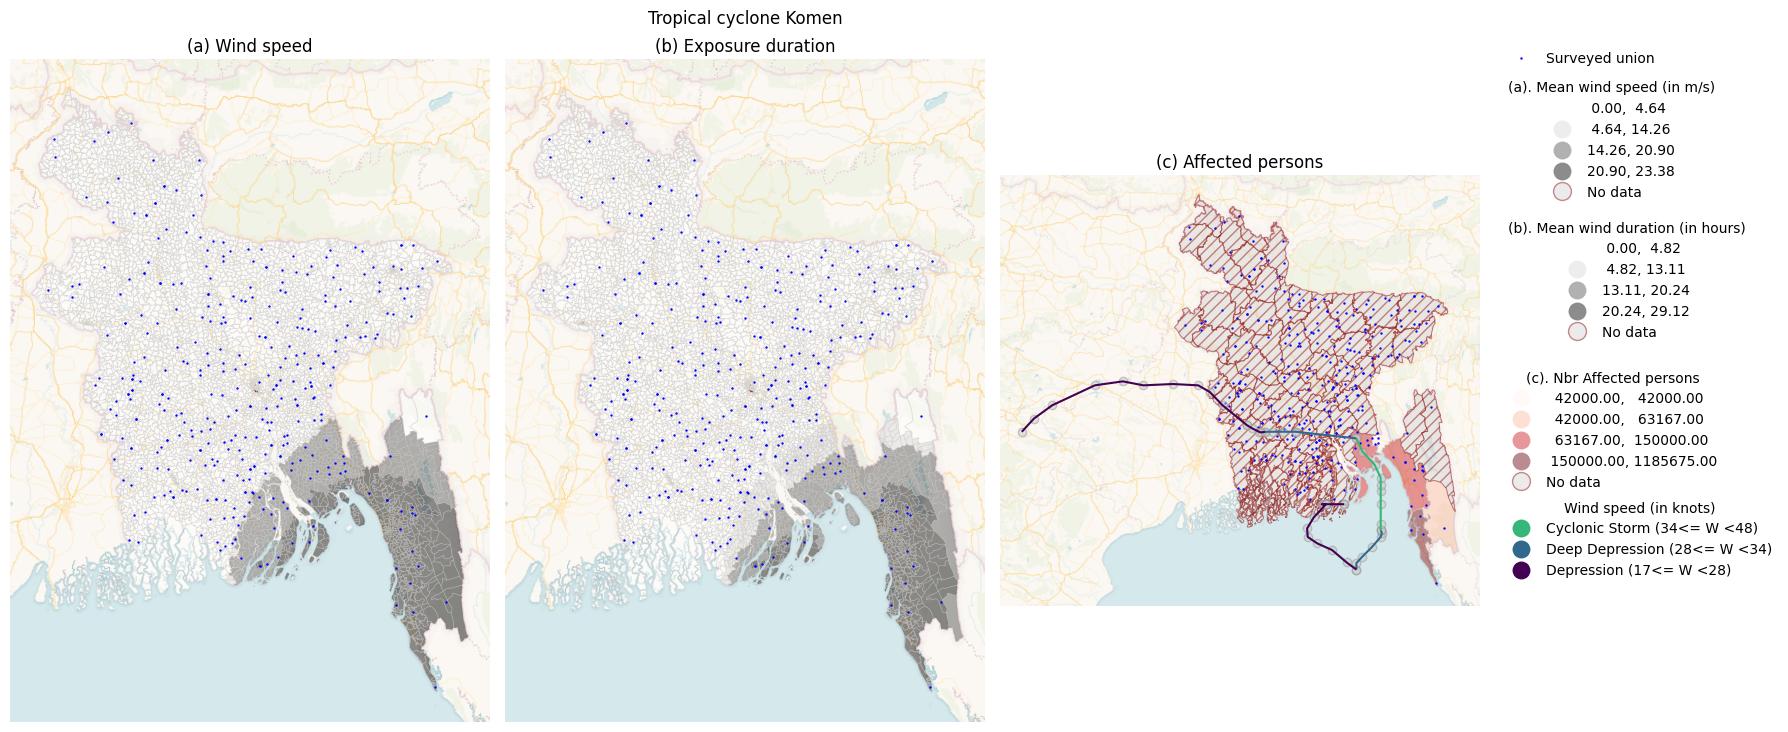 Tropical cyclone Komen
(a) Wind speed
(b) Exposure duration
(c) Affected persons
Surveyed union
(a). Mean wind speed (in m/s)
0.00, 4.64
4.64, 14.26
14.26, 20.90
20.90, 23.38
No data
(b). Mean wind duration (in hours)
0.00, 4.82
4.82, 13.11
13.11, 20.24
20.24, 29.12
No data
(c). Nbr Affected persons
42000.00, 42000.00
42000.00, 63167.00
63167.00, 150000.00
150000.00, 1185675.00
No data
Wind speed (in knots)
Cyclonic Storm (34<= W <48)
Deep Depression (28<= W <34)
Depression (17<= W <28)